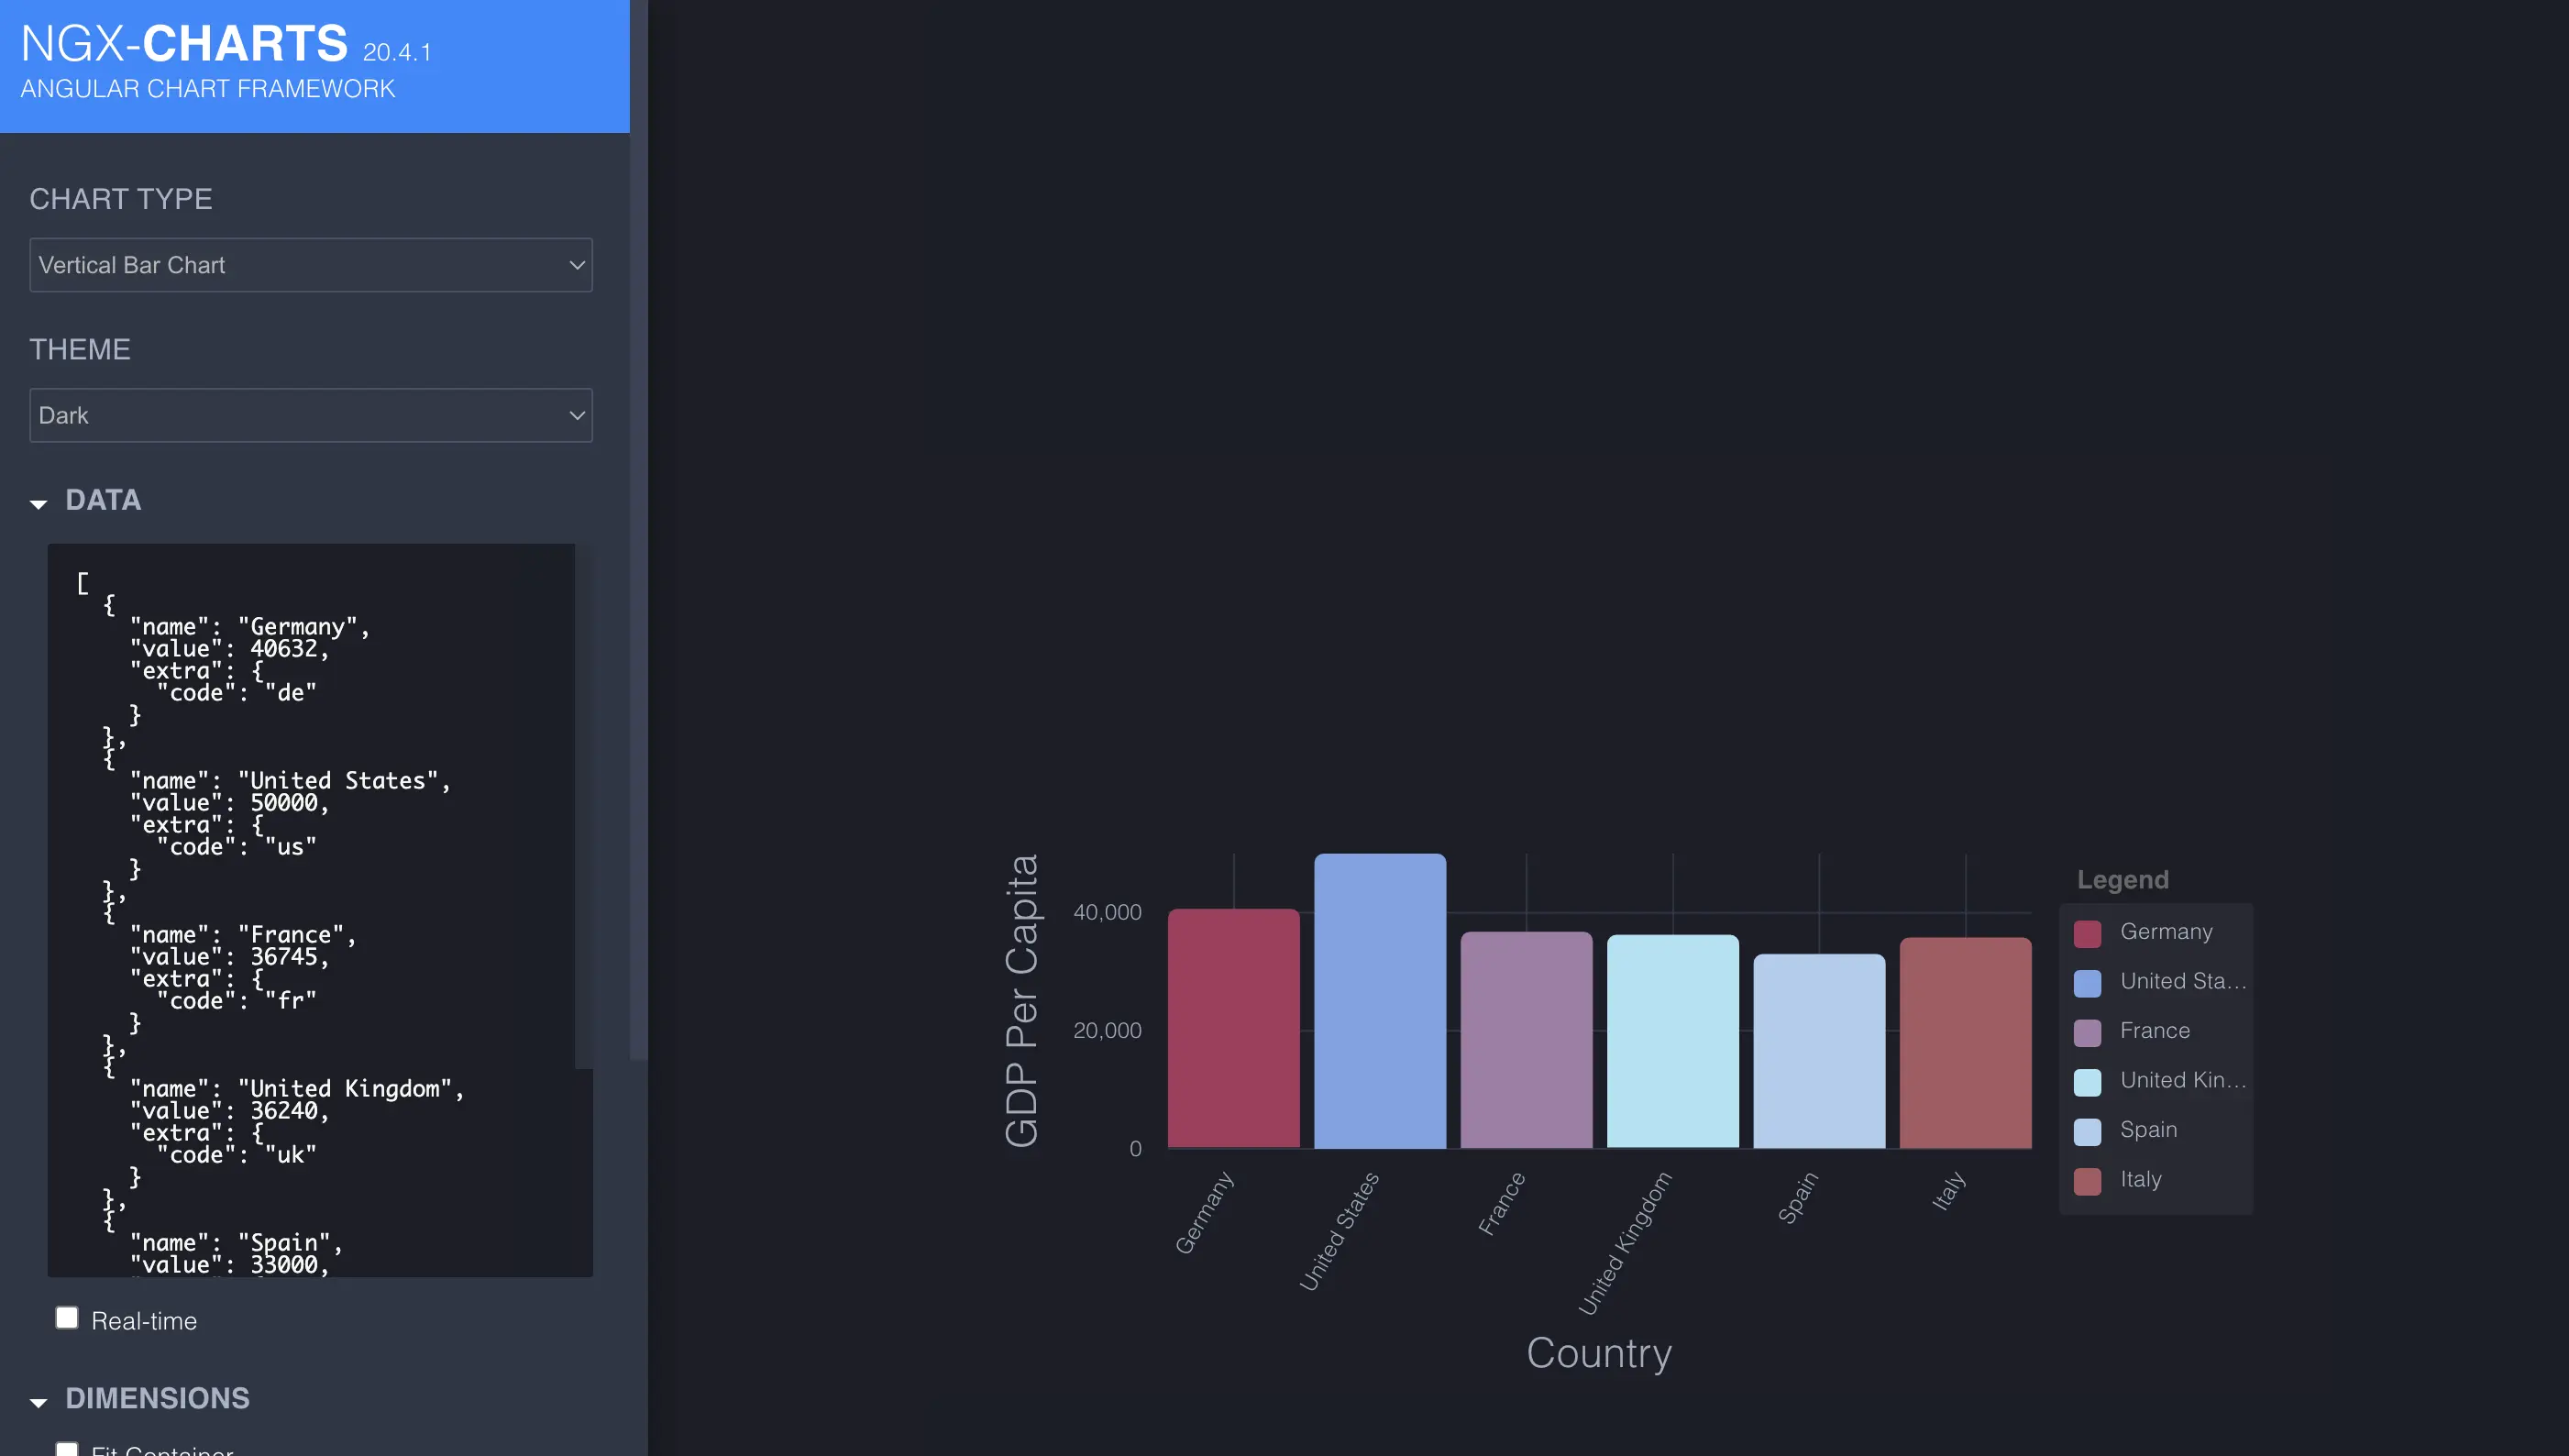 NGX-CHARTS 20.4.1
ANGULAR CHART FRAMEWORK
CHART TYPE
Vertical Bar Chart
THEME
Dark
DATA
[
{
"name": "Germany",
"value": 40632,
"extra": {
"code": "de"
}
},
{
"name": "United States",
"value": 50000,
"extra": {
"code": "us"
}
},
{
"name": "France",
"value": 36745,
"extra": {
"code": "fr"
}
},
{
"name": "United Kingdom",
"value": 36240,
"extra": {
"code": "uk"
}
},
{
"name": "Spain",
"value": 33000,
Real-time
DIMENSIONS
Fit Container
GDP Per Capita
40,000
20,000
0
Germany
United States
France
United Kingdom
Spain
Italy
Country
Legend
Germany
United Sta...
France
United Kin...
Spain
Italy